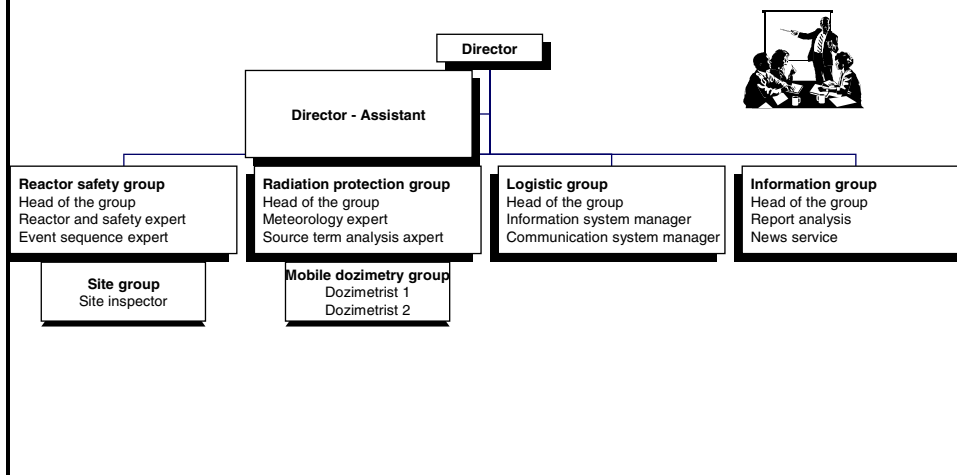 Director
Director - Assistant
Reactor safety group
Head of the group
Reactor and safety expert
Event sequence expert
Radiation protection group
Head of the group
Meteorology expert
Source term analysis axpert
Logistic group
Head of the group
Information system manager
Communication system manager
Information group
Head of the group
Report analysis
News service
Site group
Site inspector
Mobile dozimetry group
Dozimetrist 1
Dozimetrist 2